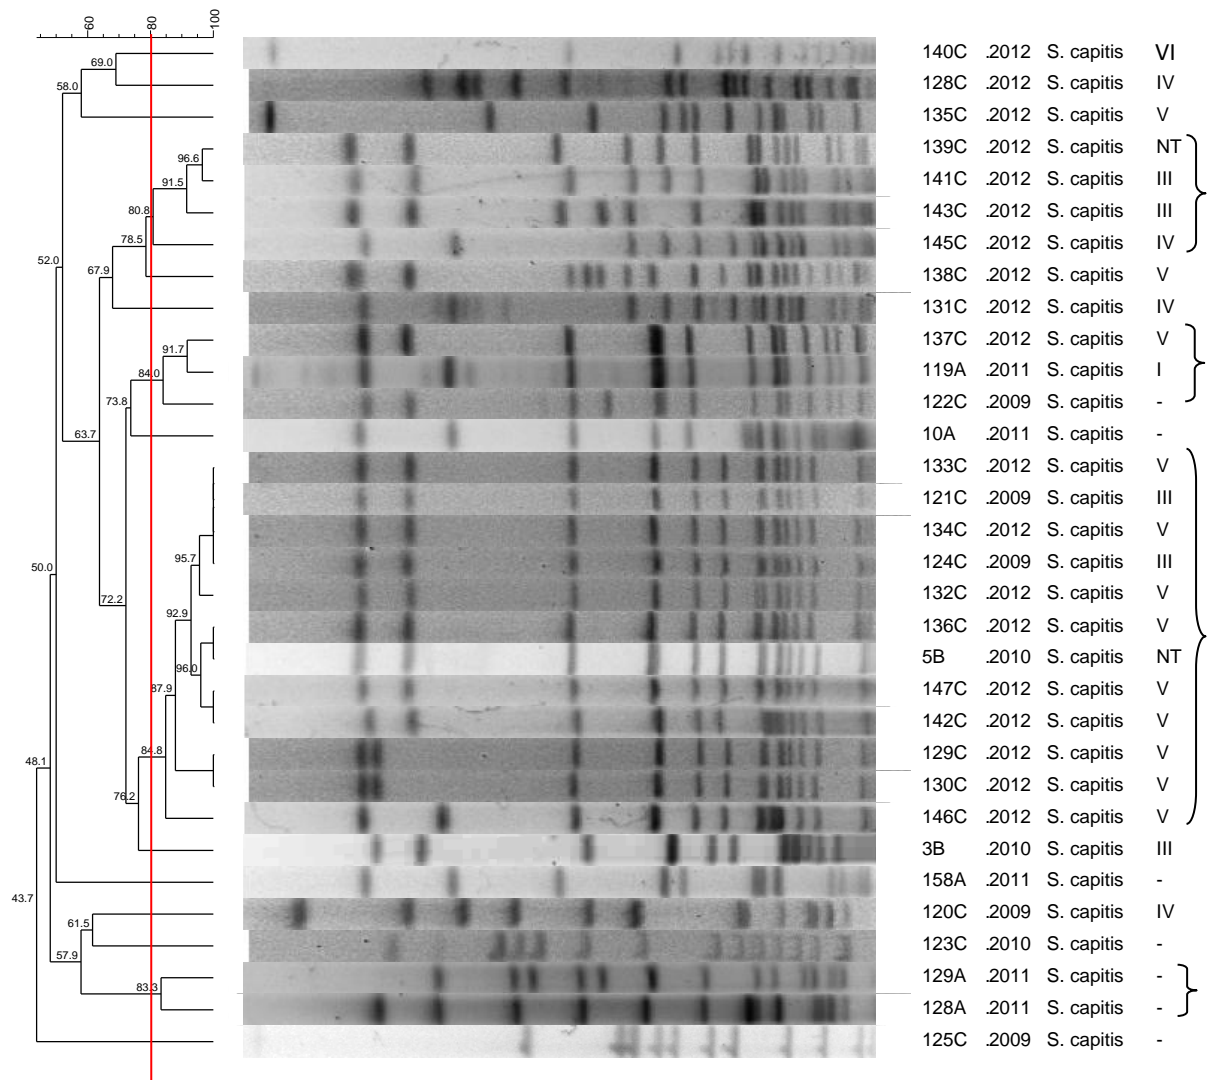 60 80 100
140C .2012 S. capitis VI
69.0
128C .2012 S. capitis IV
58.0
135C .2012 S. capitis V
139C .2012 S. capitis NT
96.6
141C .2012 S. capitis III
91.5
143C .2012 S. capitis III
80.8
145C .2012 S. capitis IV
78.5
52.0
67.9
138C .2012 S. capitis V
131C .2012 S. capitis IV
137C .2012 S. capitis V
91.7
119A .2011 S. capitis I
84.0
122C .2009 S. capitis -
73.8
63.7
10A .2011 S. capitis -
133C .2012 S. capitis V
121C .2009 S. capitis III
134C .2012 S. capitis V
95.7
124C .2009 S. capitis III
50.0
132C .2012 S. capitis V
72.2
92.9
136C .2012 S. capitis V
5B .2010 S. capitis NT
96.0
147C .2012 S. capitis V
87.9
142C .2012 S. capitis V
84.8
129C .2012 S. capitis V
48.1
130C .2012 S. capitis V
76.2
146C .2012 S. capitis V
3B .2010 S. capitis III
158A .2011 S. capitis -
43.7
120C .2009 S. capitis IV
61.5
123C .2010 S. capitis -
57.9
129A .2011 S. capitis -
83.3
128A .2011 S. capitis -
125C .2009 S. capitis -